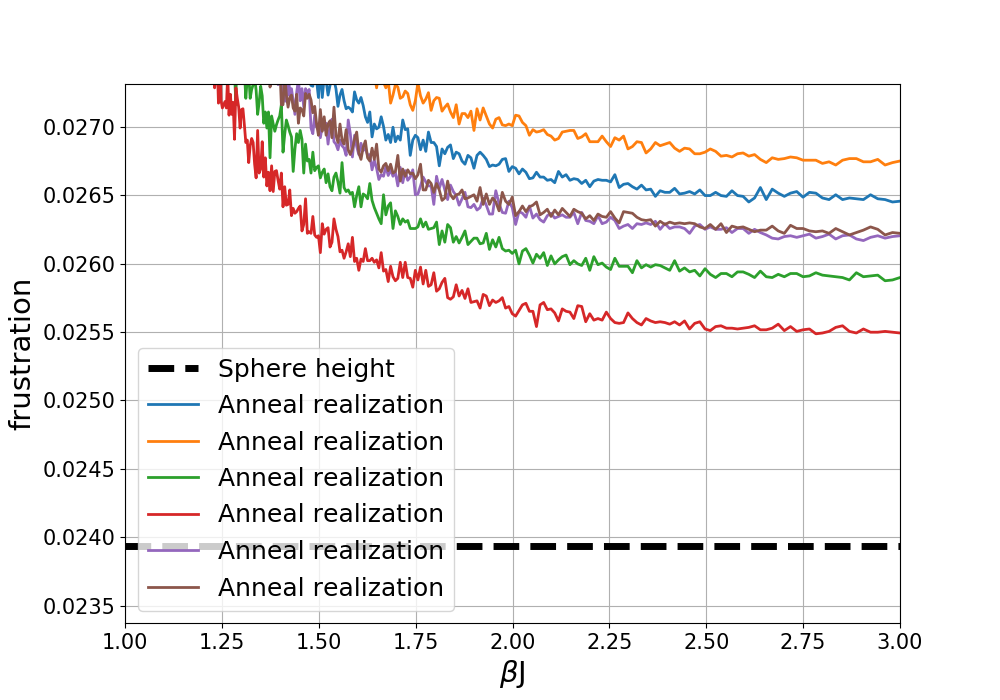 0.0270
0.0265
0.0260
0.0255
0.0250
0.0245
0.0240
0.0235
frustration
Sphere height
Anneal realization
Anneal realization
Anneal realization
Anneal realization
Anneal realization
Anneal realization
1.00 1.25 1.50 1.75 2.00 2.25 2.50 2.75 3.00
βJ